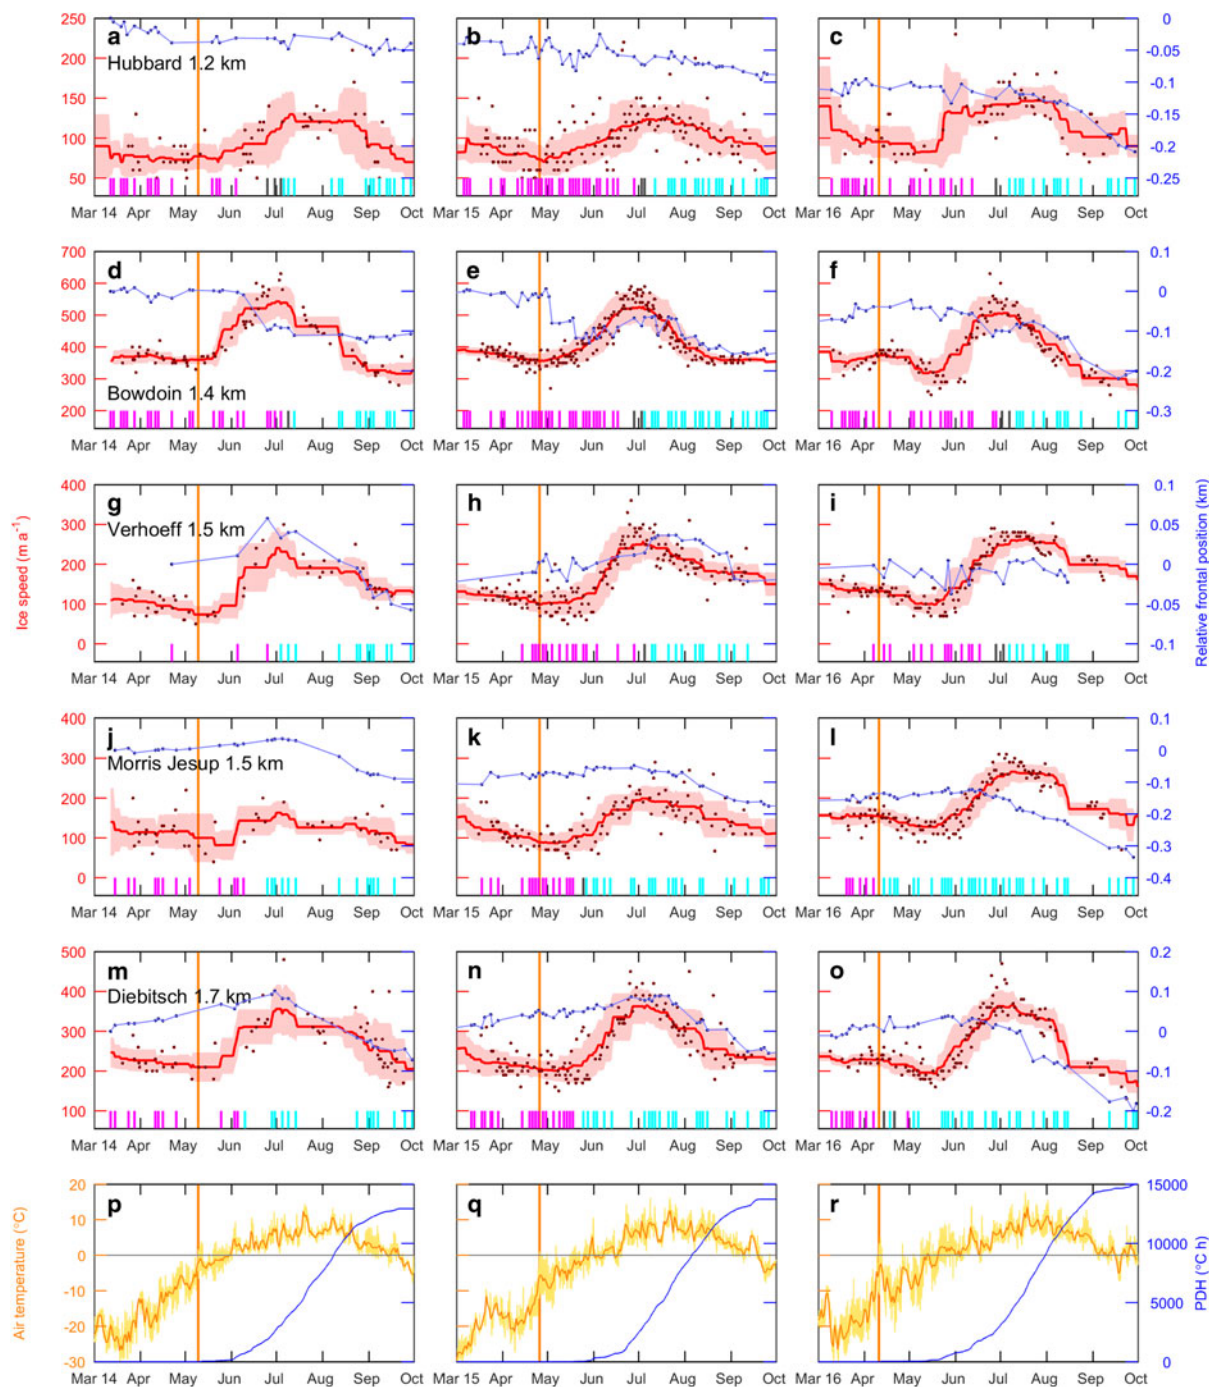 250
200
150
100
50
a
Hubbard 1.2 km
b
c
0
-0.05
-0.1
-0.15
-0.2
-0.25
Mar 14 Apr May Jun Jul Aug Sep Oct
Mar 15 Apr May Jun Jul Aug Sep Oct
Mar 16 Apr May Jun Jul Aug Sep Oct
700
600
500
400
300
200
d
Bowdoin 1.4 km
e
f
0.1
0
-0.1
-0.2
-0.3
Mar 14 Apr May Jun Jul Aug Sep Oct
Mar 15 Apr May Jun Jul Aug Sep Oct
Mar 16 Apr May Jun Jul Aug Sep Oct
Ice speed (m a⁻¹)
400
300
200
100
0
g
Verhoeff 1.5 km
h
i
0.1
0.05
0
-0.05
-0.1
Relative frontal position (km)
Mar 14 Apr May Jun Jul Aug Sep Oct
Mar 15 Apr May Jun Jul Aug Sep Oct
Mar 16 Apr May Jun Jul Aug Sep Oct
400
300
200
100
0
j
Morris Jesup 1.5 km
k
l
0.1
0
-0.1
-0.2
-0.3
-0.4
Mar 14 Apr May Jun Jul Aug Sep Oct
Mar 15 Apr May Jun Jul Aug Sep Oct
Mar 16 Apr May Jun Jul Aug Sep Oct
500
400
300
200
100
m
Diebitsch 1.7 km
n
o
0.2
0.1
0
-0.1
-0.2
Mar 14 Apr May Jun Jul Aug Sep Oct
Mar 15 Apr May Jun Jul Aug Sep Oct
Mar 16 Apr May Jun Jul Aug Sep Oct
Air temperature (°C)
20
10
0
-10
-20
-30
p
q
r
15000
10000
5000
0
PDH (°C h)
Mar 14 Apr May Jun Jul Aug Sep Oct
Mar 15 Apr May Jun Jul Aug Sep Oct
Mar 16 Apr May Jun Jul Aug Sep Oct